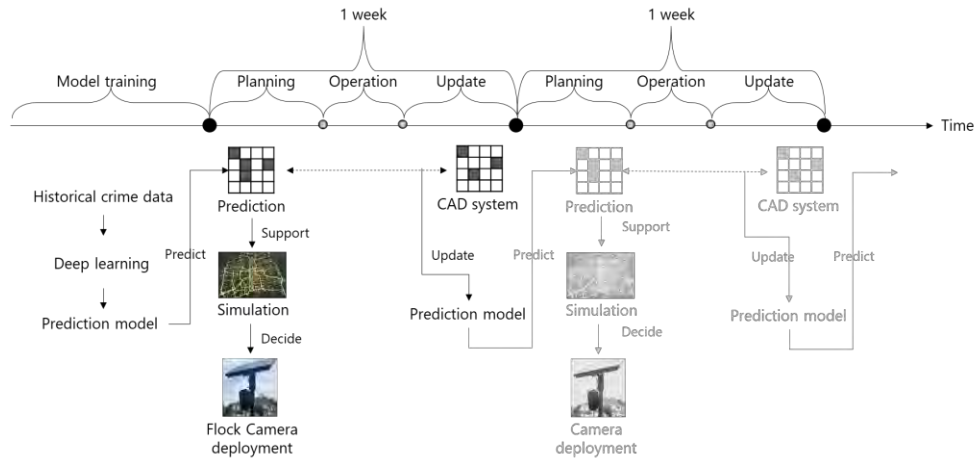 1 week
1 week
Model training
Planning
Operation
Update
Planning
Operation
Update
Time
Historical crime data
Deep learning
Prediction model
Predict
Prediction
Support
Simulation
Decide
Flock Camera
deployment
CAD system
Update
Prediction model
Predict
Prediction
Support
Simulation
Decide
Camera
deployment
CAD system
Update
Prediction model
Predict